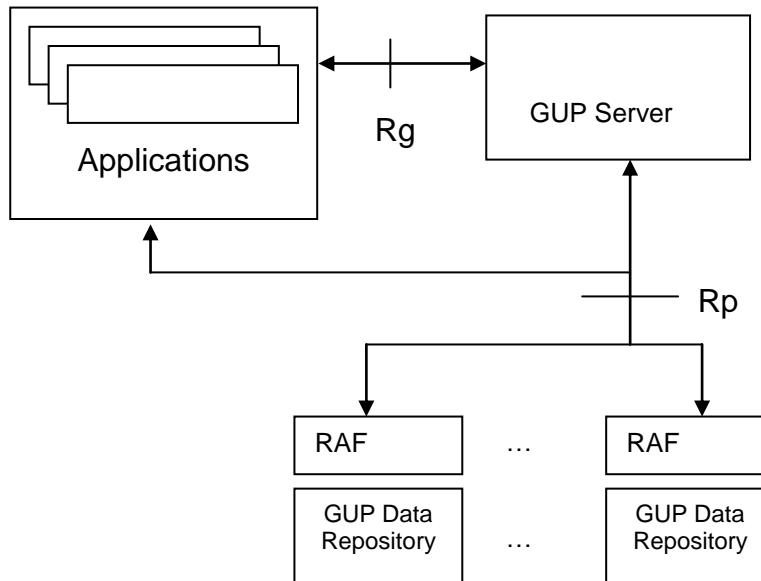 GUP Server
Rg
Applications
Rp
RAF
…
RAF
GUP Data
Repository
…
GUP Data
Repository